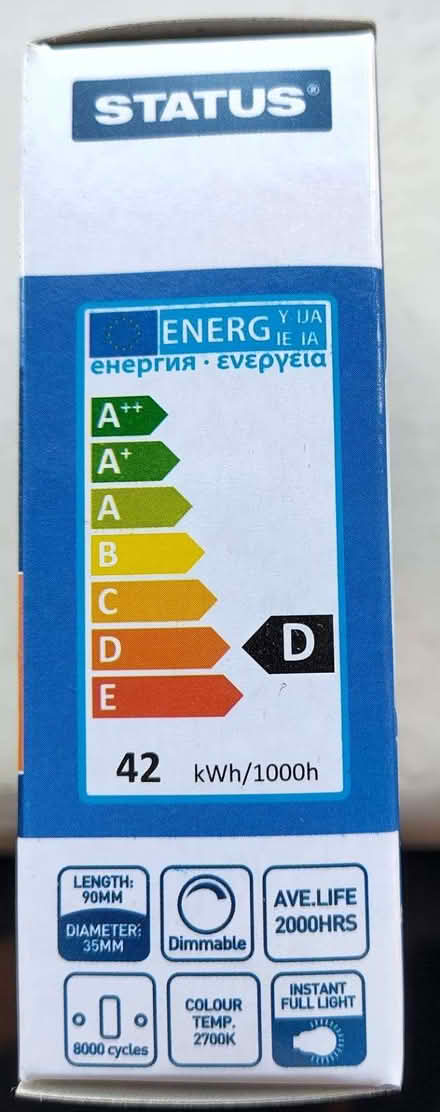 STATUS®
ENERG Y IJA
IE IA
енергия · ενεργεια
A++
A+
A
B
C
D
D
E
42 kWh/1000h
LENGTH:
90MM
DIAMETER:
35MM
Dimmable
AVE.LIFE
2000HRS
8000 cycles
COLOUR
TEMP.
2700K
INSTANT
FULL LIGHT